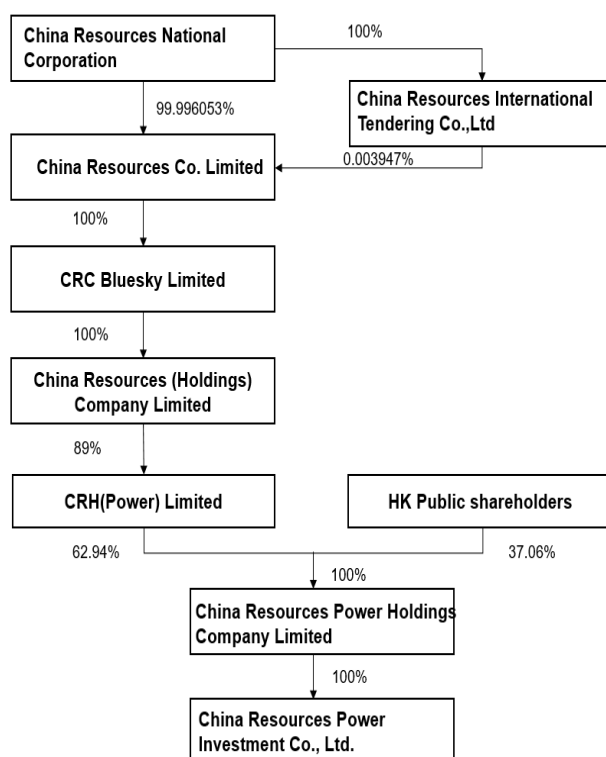 China Resources National
Corporation
100%
China Resources International
Tendering Co.,Ltd
99.996053%
0.003947%
China Resources Co. Limited
100%
CRC Bluesky Limited
100%
China Resources (Holdings)
Company Limited
89%
CRH(Power) Limited
HK Public shareholders
62.94%
37.06%
100%
China Resources Power Holdings
Company Limited
100%
China Resources Power
Investment Co., Ltd.